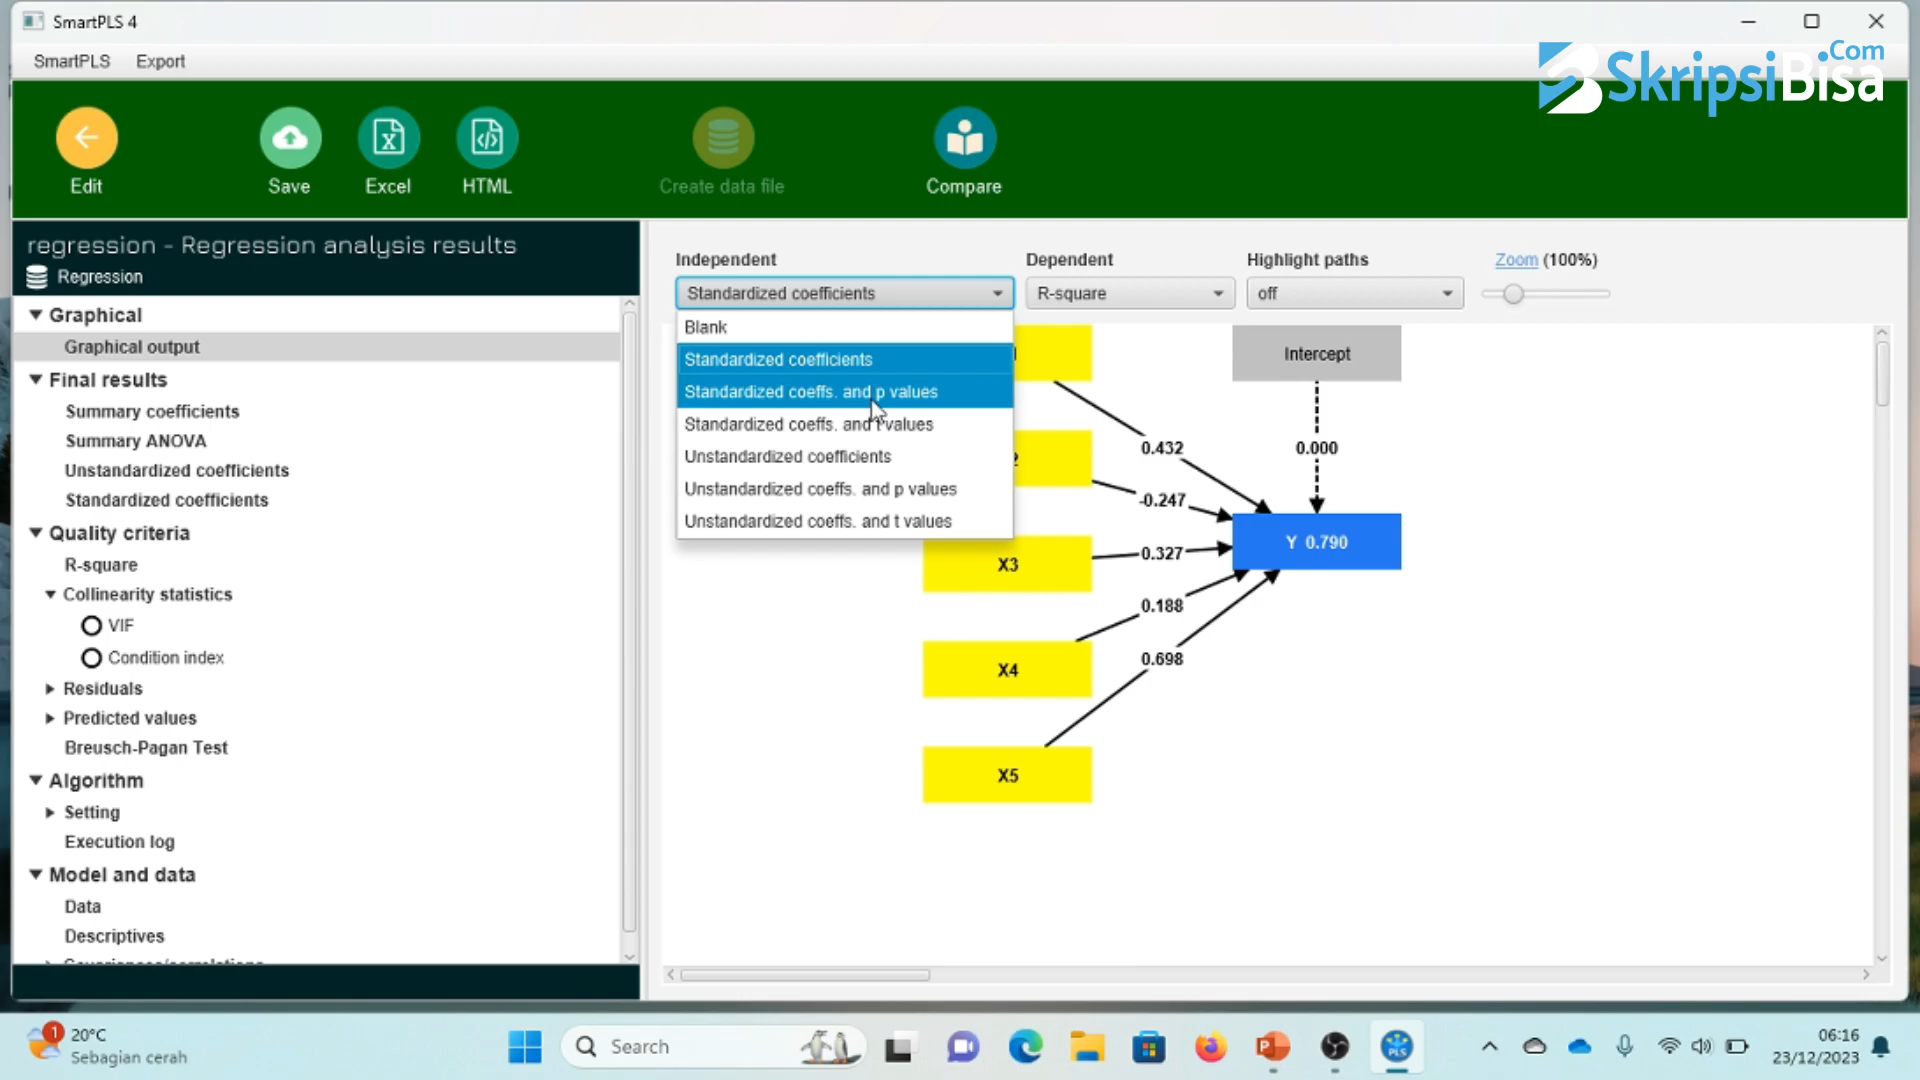 SmartPLS 4
SmartPLS Export
SkripsiBisa.Com
Edit
Save
Excel
HTML
Create data file
Compare
regression - Regression analysis results
Regression
Graphical
Graphical output
Final results
Summary coefficients
Summary ANOVA
Unstandardized coefficients
Standardized coefficients
Quality criteria
R-square
Collinearity statistics
VIF
Condition index
Residuals
Predicted values
Breusch-Pagan Test
Algorithm
Setting
Execution log
Model and data
Data
Descriptives
Independent
Dependent
Highlight paths
Zoom (100%)
Standardized coefficients
R-square
off
Blank
Standardized coefficients
Standardized coeffs. and p values
Standardized coeffs. and t values
Unstandardized coefficients
Unstandardized coeffs. and p values
Unstandardized coeffs. and t values
Intercept
0.432
0.000
-0.247
Y 0.790
X3
0.327
0.188
X4
0.698
X5
1
20°C
Sebagian cerah
Search
PLS
06:16
23/12/2023